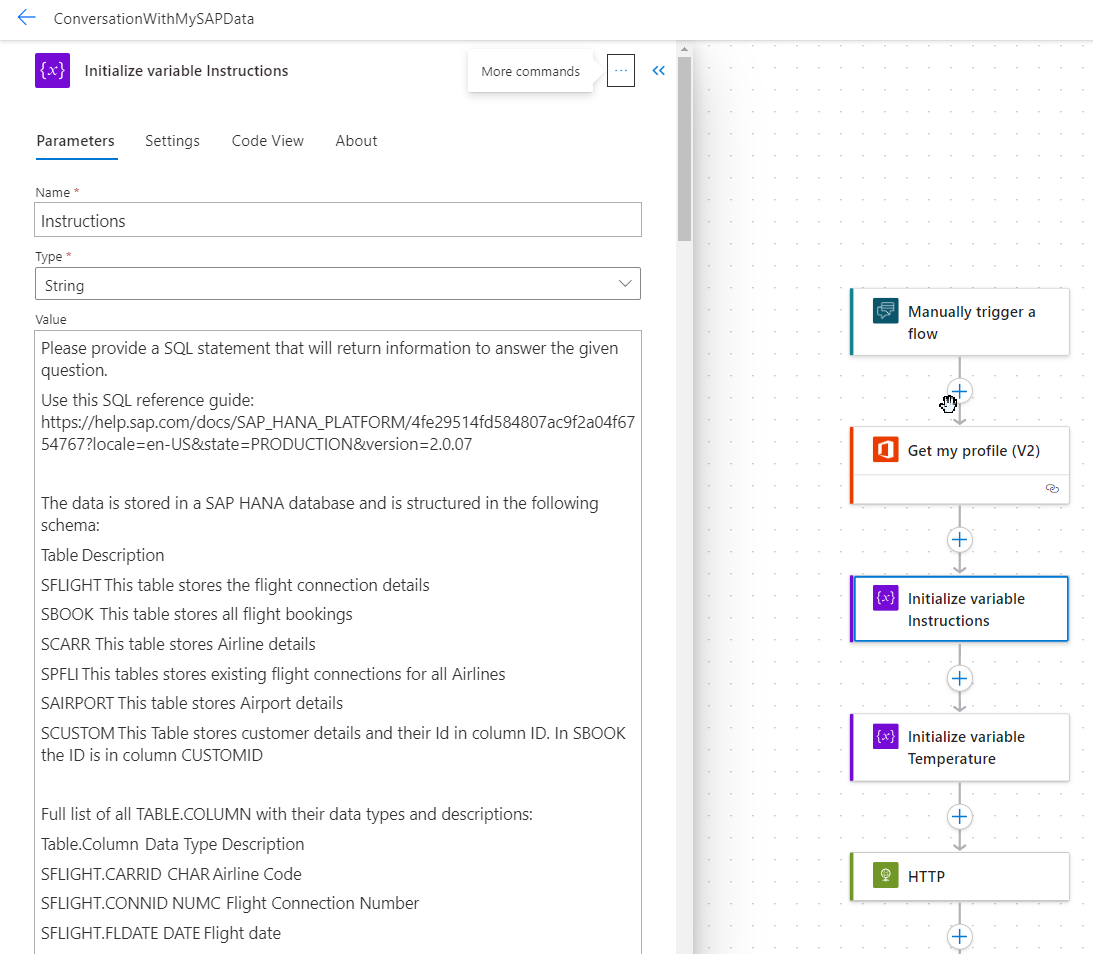 ConversationWithMySAPData
{x} Initialize variable Instructions
More commands
...
Parameters Settings Code View About
Name *
Instructions
Type *
String
Value
Please provide a SQL statement that will return information to answer the given
question.
Use this SQL reference guide:
https://help.sap.com/docs/SAP_HANA_PLATFORM/4fe29514fd584807ac9f2a04f67
54767?locale=en-US&state=PRODUCTION&version=2.0.07
The data is stored in a SAP HANA database and is structured in the following
schema:
Table Description
SFLIGHT This table stores the flight connection details
SBOOK This table stores all flight bookings
SCARR This table stores Airline details
SPFLI This tables stores existing flight connections for all Airlines
SAIRPORT This table stores Airport details
SCUSTOM This Table stores customer details and their Id in column ID. In SBOOK
the ID is in column CUSTOMID
Full list of all TABLE.COLUMN with their data types and descriptions:
Table.Column Data Type Description
SFLIGHT.CARRID CHAR Airline Code
SFLIGHT.CONNID NUMC Flight Connection Number
SFLIGHT.FLDATE DATE Flight date
Manually trigger a
flow
Get my profile (V2)
{x} Initialize variable
Instructions
{x} Initialize variable
Temperature
HTTP